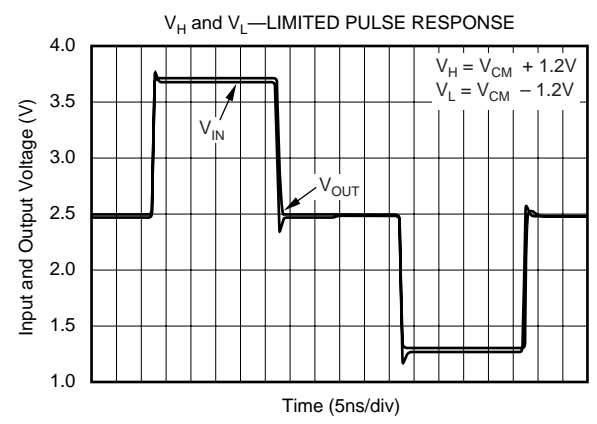 V_H and V_L—LIMITED PULSE RESPONSE
4.0
3.5
3.0
2.5
2.0
1.5
1.0
Input and Output Voltage (V)
V_H = V_CM + 1.2V
V_L = V_CM – 1.2V
V_IN
V_OUT
Time (5ns/div)